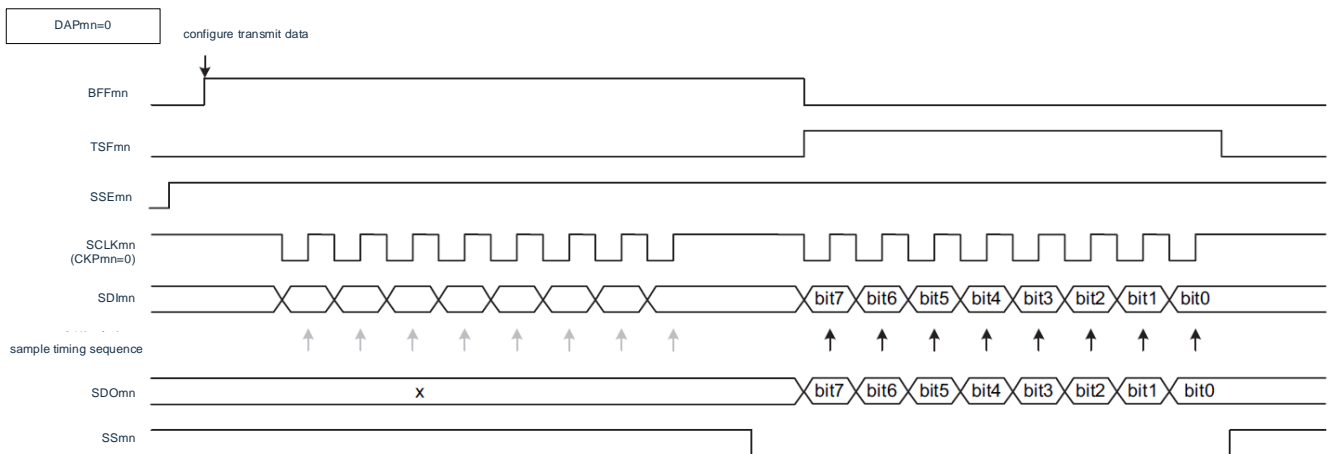 DAPmn=0
configure transmit data
BFFmn
TSFmn
SSEmn
SCLKmn
(CKPmn=0)
SDImn
bit7 bit6 bit5 bit4 bit3 bit2 bit1 bit0
sample timing sequence
SDOmn
x
bit7 bit6 bit5 bit4 bit3 bit2 bit1 bit0
SSmn